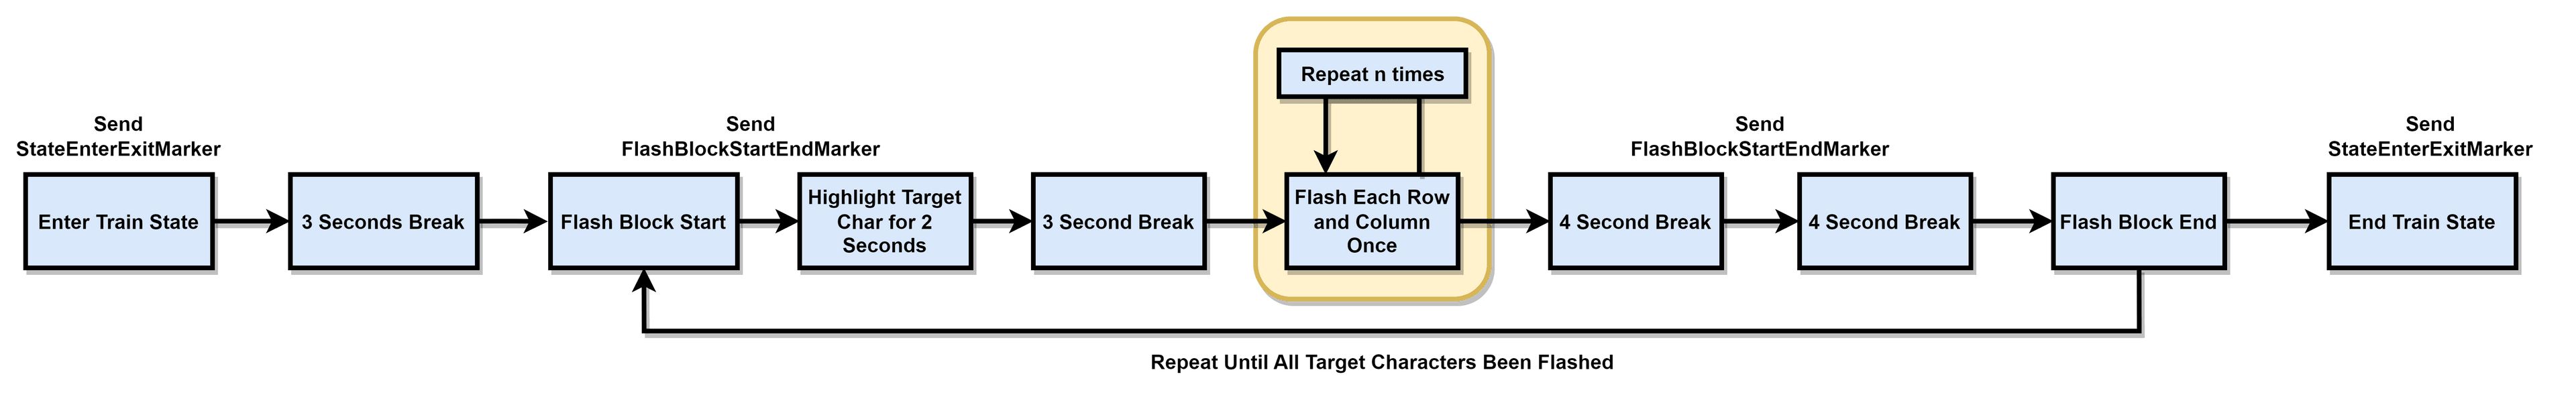 Repeat n times
Send
StateEnterExitMarker
Send
FlashBlockStartEndMarker
Send
FlashBlockStartEndMarker
Send
StateEnterExitMarker
Enter Train State
3 Seconds Break
Flash Block Start
Highlight Target
Char for 2
Seconds
3 Second Break
Flash Each Row
and Column
Once
4 Second Break
4 Second Break
Flash Block End
End Train State
Repeat Until All Target Characters Been Flashed